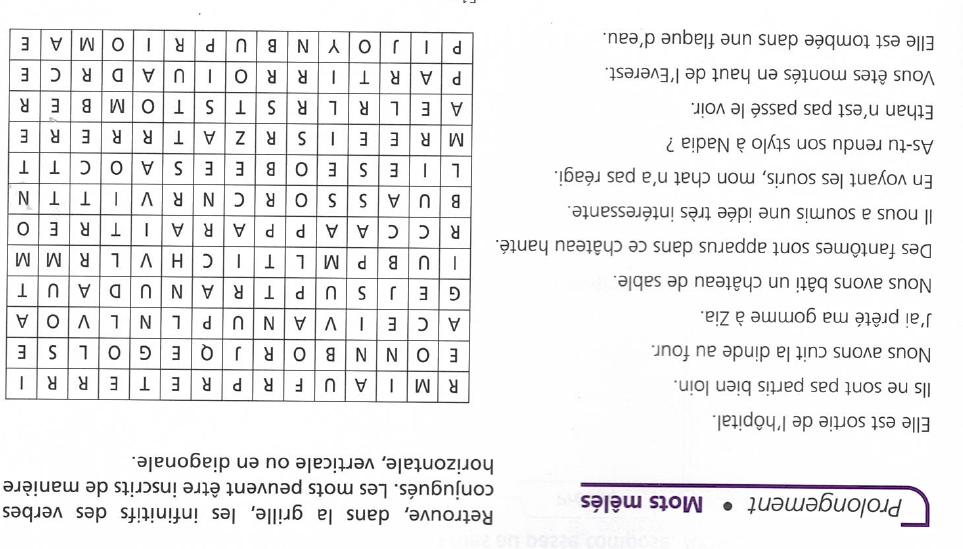 Prolongement • Mots mêlés
Elle est sortie de l'hôpital.
Ils ne sont pas partis bien loin.
Nous avons cuit la dinde au four.
J'ai prêté ma gomme à Zia.
Nous avons bâti un château de sable.
Des fantômes sont apparus dans ce château hanté.
Il nous a soumis une idée très intéressante.
En voyant les souris, mon chat n'a pas réagi.
As-tu rendu son stylo à Nadia ?
Ethan n'est pas passé le voir.
Vous êtes montés en haut de l'Everest.
Elle est tombée dans une flaque d'eau.
Retrouve, dans la grille, les infinitifs des verbes
conjugués. Les mots peuvent être inscrits de manière
horizontale, verticale ou en diagonale.
R M I A U F R P R E T E R R I
E O N N B O R J Q E G O L S E
A C E I V A N U P L N L V O A
G E J S U P T R A N U D A U T
I U B P M L T I C H V L R M M
R C C A A P P A R A I T R E O
B U A S S O R C N R V I T T N
L I E S E O B E E S A O C T T
M R E E I S R Z A T R R E R E
A E L R L R S T S T O M B E R
P A R T I R R O I U A D R C E
P I J O Y N B U P R I O M A E